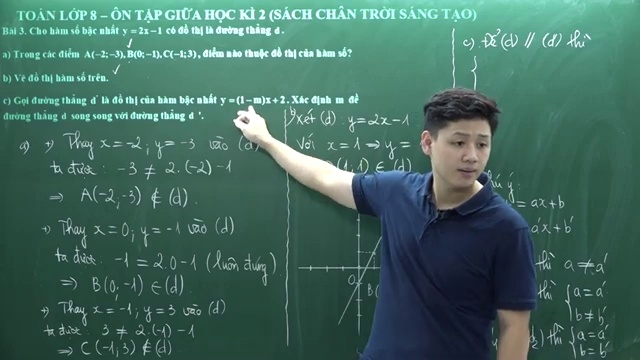 TOÁN LỚP 8 – ÔN TẬP GIỮA HỌC KÌ 2 (SÁCH CHÂN TRỜI SÁNG TẠO)
Bài 3. Cho hàm số bậc nhất y = 2x − 1 có đồ thị là đường thẳng d.
a) Trong các điểm A(−2; −3), B(0; −1), C(−1; 3), điểm nào thuộc đồ thị của hàm số?
b) Vẽ đồ thị hàm số trên.
c) Gọi đường thẳng d' là đồ thị của hàm bậc nhất y = (1 − m)x + 2. Xác định m để
đường thẳng d song song với đường thẳng d'.
a) +) Thay x = -2; y = -3 vào (d)
ta được: -3 ≠ 2.(-2) - 1
⇒ A(-2; -3) ∉ (d).
+) Thay x = 0; y = -1 vào (d)
ta được: -1 = 2.0 - 1 (luôn đúng)
⇒ B(0; -1) ∈ (d).
+) Thay x = -1; y = 3 vào (d)
ta được: 3 ≠ 2.(-1) - 1
⇒ C(-1; 3) ∉ (d)
b) Xét (d) y = 2x - 1
Với x = 1 ⇒ y =
(1; 1) ∈ (d)
B(
c) Để (d) // (d') thì
ý:
= ax + b
a'x + b'
thì a ≠ a'
thì { a = a'
b ≠ b'
) thì { a = a'
b = b'